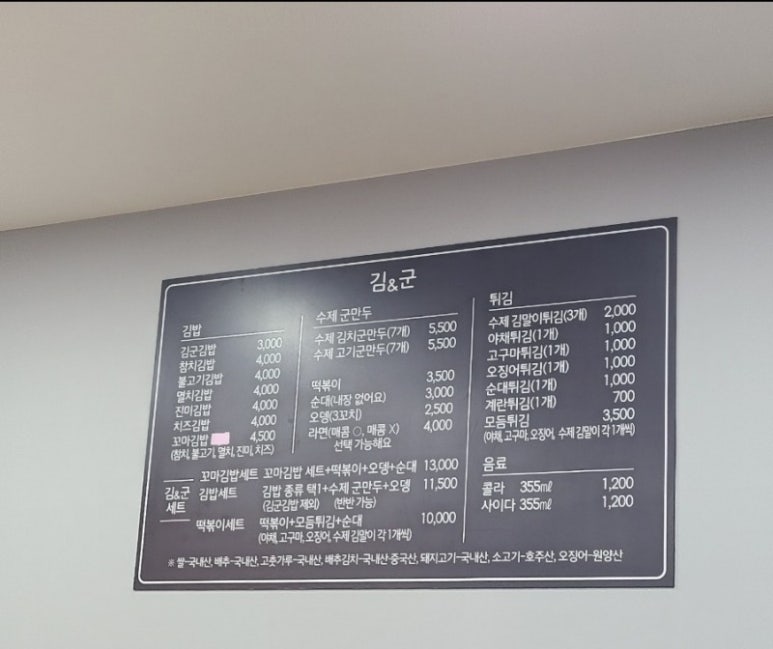 김&군
김밥
김군김밥 3,000
참치김밥 4,000
불고기김밥 4,000
멸치김밥 4,000
진미김밥 4,000
치즈김밥 4,000
꼬마김밥 4,500
(참치, 불고기, 멸치, 진미, 치즈)
수제 군만두
수제 김치군만두(7개) 5,500
수제 고기군만두(7개) 5,500
떡볶이 3,500
순대(내장 없어요) 3,000
오뎅(3꼬치) 2,500
라면(매콤 ○, 매콤 X) 4,000
선택 가능해요
튀김
수제 김말이튀김(3개) 2,000
야채튀김(1개) 1,000
고구마튀김(1개) 1,000
오징어튀김(1개) 1,000
순대튀김(1개) 1,000
계란튀김(1개) 700
모듬튀김 3,500
(야채, 고구마, 오징어, 수제 김말이 각 1개씩)
음료
콜라 355㎖ 1,200
사이다 355㎖ 1,200
김&군
세트
꼬마김밥세트 꼬마김밥 세트+떡볶이+오뎅+순대 13,000
김밥세트 김밥 종류 택1+수제 군만두+오뎅 11,500
(김군김밥 제외) (반반 가능)
떡볶이세트 떡볶이+모듬튀김+순대 10,000
(야채, 고구마, 오징어, 수제 김말이 각 1개씩)
※ 쌀-국내산, 배추-국내산, 고춧가루-국내산, 배추김치-국내산·중국산, 돼지고기-국내산, 소고기-호주산, 오징어-원양산